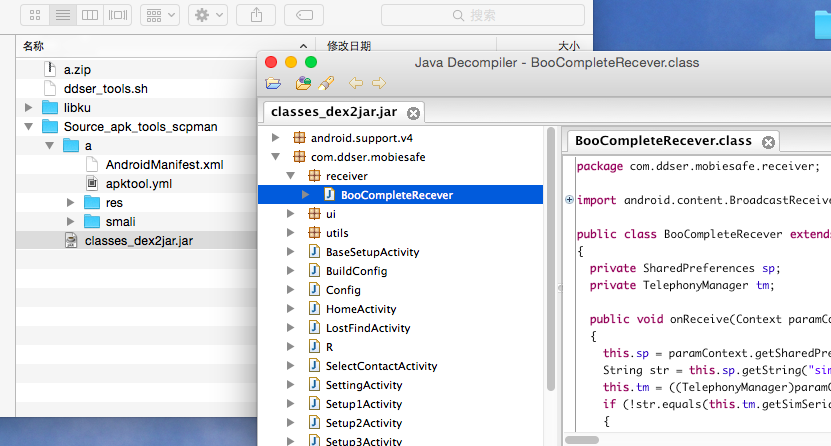 搜索
名称 修改日期 大小
a.zip
ddser_tools.sh
libku
Source_apk_tools_scpman
a
AndroidManifest.xml
apktool.yml
res
smali
classes_dex2jar.jar
Java Decompiler - BooCompleteRecever.class
classes_dex2jar.jar
android.support.v4
com.ddser.mobiesafe
receiver
BooCompleteRecever
ui
utils
BaseSetupActivity
BuildConfig
Config
HomeActivity
LostFindActivity
R
SelectContactActivity
SettingActivity
Setup1Activity
Setup2Activity
Setup3Activity
BooCompleteRecever.class
package com.ddser.mobiesafe.receiver;
import android.content.BroadcastReceive
public class BooCompleteRecever extends
{
private SharedPreferences sp;
private TelephonyManager tm;
public void onReceive(Context paramCont
{
this.sp = paramContext.getSharedPre
String str = this.sp.getString("sim
this.tm = ((TelephonyManager)paramC
if (!str.equals(this.tm.getSimSeria
{